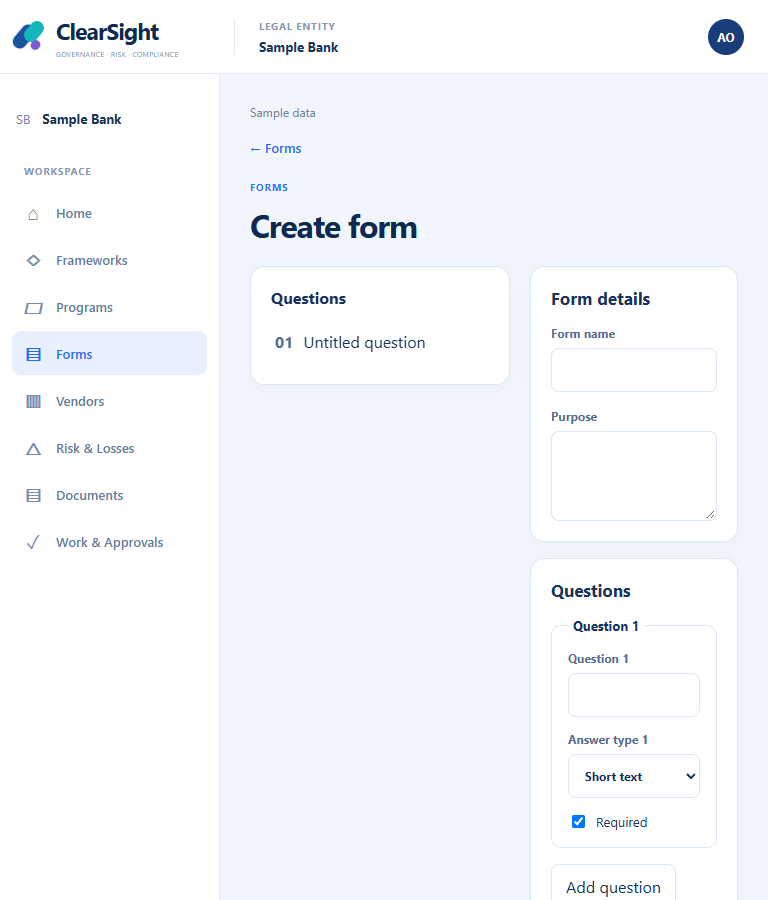 ClearSight
GOVERNANCE · RISK · COMPLIANCE
LEGAL ENTITY
Sample Bank
AO
SB Sample Bank
WORKSPACE
Home
Frameworks
Programs
Forms
Vendors
Risk & Losses
Documents
Work & Approvals
Sample data
← Forms
FORMS
Create form
Questions
01 Untitled question
Form details
Form name
Purpose
Questions
Question 1
Question 1
Answer type 1
Short text
Required
Add question